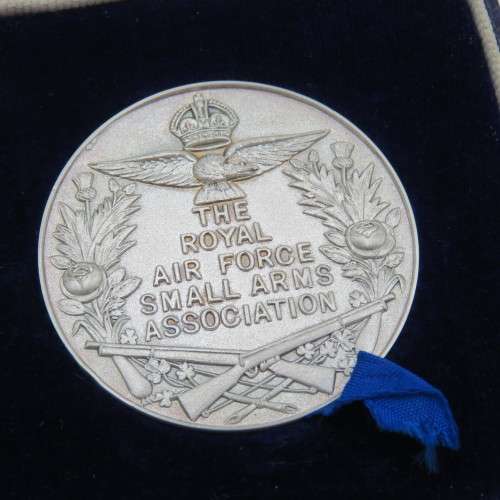 THE
ROYAL
AIR FORCE
SMALL ARMS
ASSOCIATION